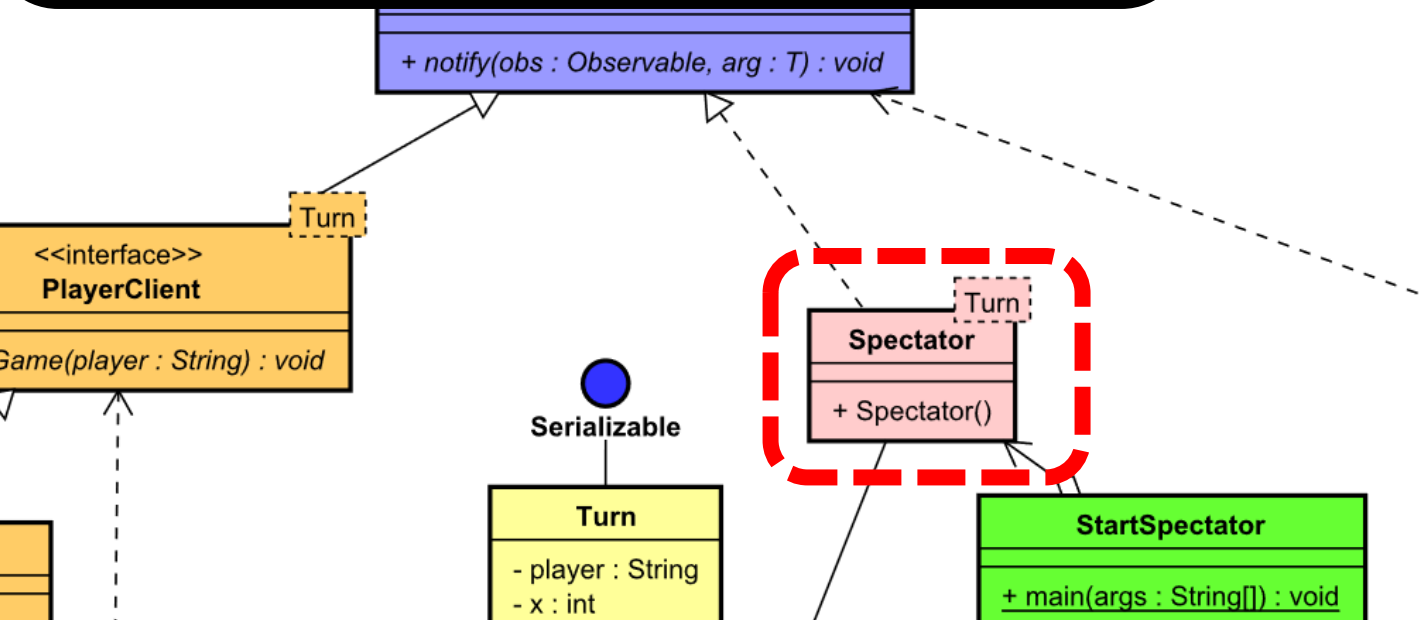 + notify(obs : Observable, arg : T) : void
Turn
<<interface>>
PlayerClient
Game(player : String) : void
Turn
Spectator
+ Spectator()
Serializable
Turn
- player : String
- x : int
StartSpectator
+ main(args : String[]) : void